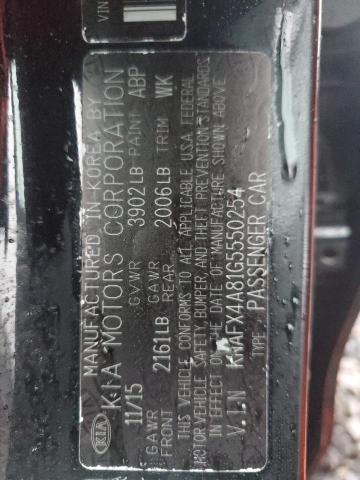 VIN
MANUFACTURED IN KOREA BY
KIA MOTORS CORPORATION
KIA
11/15 GVWR 3902LB PAINT ABP
GAWR FRONT 2161LB GAWR REAR 2006LB TRIM WK
THIS VEHICLE CONFORMS TO ALL APPLICABLE U.S.A. FEDERAL
MOTOR VEHICLE SAFETY, BUMPER, AND THEFT PREVENTION STANDARDS
IN EFFECT ON THE DATE OF MANUFACTURE SHOWN ABOVE.
V.I.N KNAFX4A81G5550254
TYPE: PASSENGER CAR